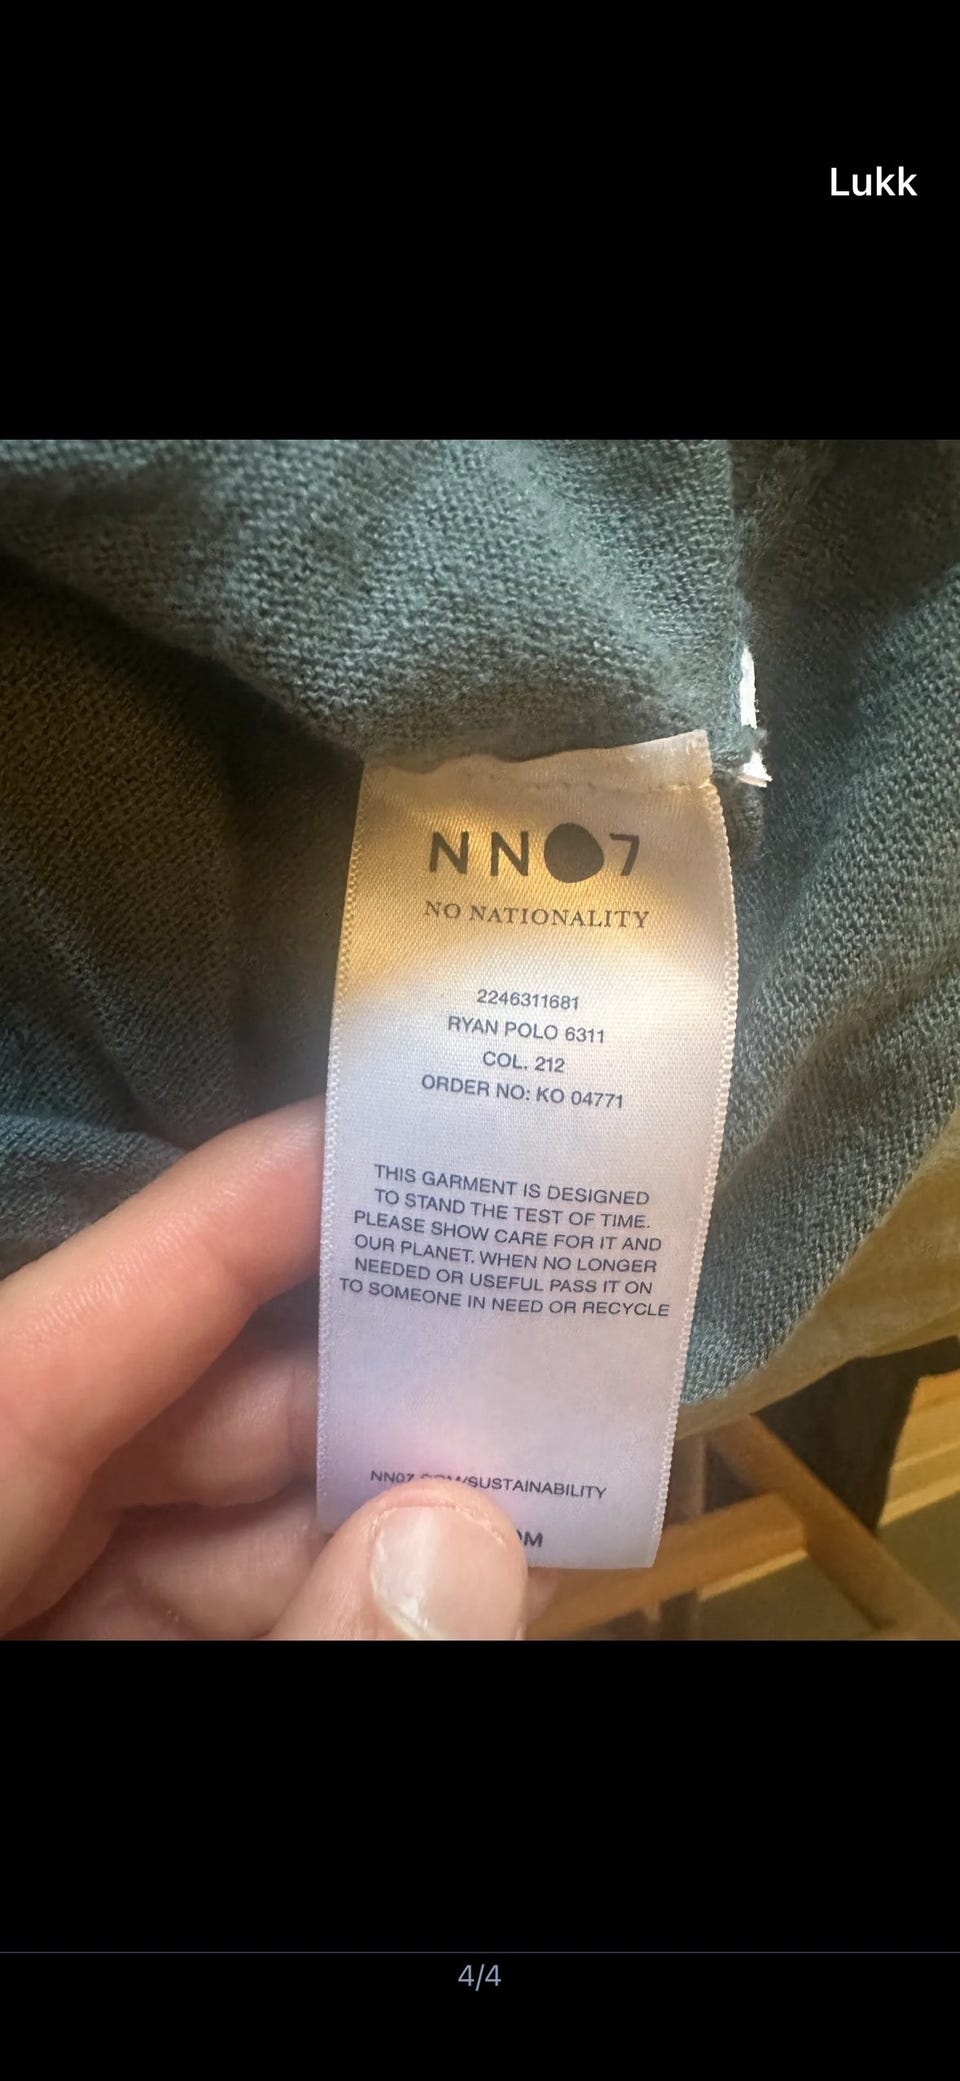 Lukk
NN07
NO NATIONALITY
2246311681
RYAN POLO 6311
COL. 212
ORDER NO: KO 04771
THIS GARMENT IS DESIGNED
TO STAND THE TEST OF TIME.
PLEASE SHOW CARE FOR IT AND
OUR PLANET. WHEN NO LONGER
NEEDED OR USEFUL PASS IT ON
TO SOMEONE IN NEED OR RECYCLE
NN07 /SUSTAINABILITY
4/4